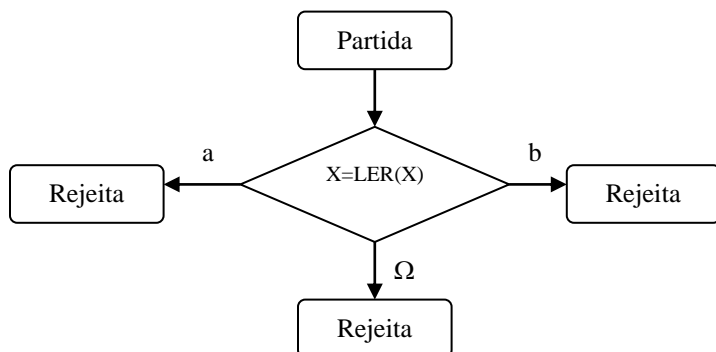 Partida
a
X=LER(X)
b
Rejeita
Rejeita
Ω
Rejeita